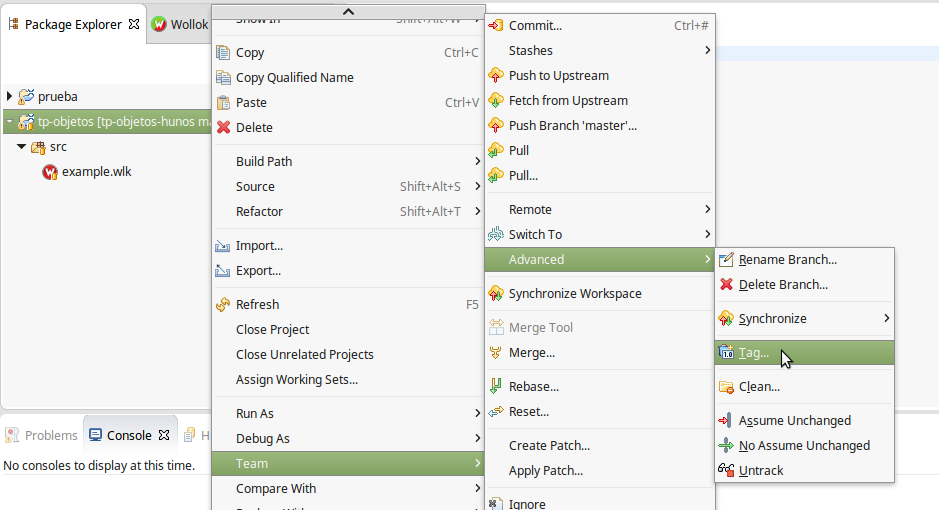 Package Explorer
Wollok
prueba
tp-objetos [tp-objetos-hunos ma
src
example.wlk
Problems
Console
H
No consoles to display at this time.
Show In Shift+Alt+W
Copy Ctrl+C
Copy Qualified Name
Paste Ctrl+V
Delete
Build Path
Source Shift+Alt+S
Refactor Shift+Alt+T
Import...
Export...
Refresh F5
Close Project
Close Unrelated Projects
Assign Working Sets...
Run As
Debug As
Team
Compare With
Commit... Ctrl+#
Stashes
Push to Upstream
Fetch from Upstream
Push Branch 'master'...
Pull
Pull...
Remote
Switch To
Advanced
Synchronize Workspace
Merge Tool
Merge...
Rebase...
Reset...
Create Patch...
Apply Patch...
Ignore
Rename Branch...
Delete Branch...
Synchronize
Tag...
Clean...
Assume Unchanged
No Assume Unchanged
Untrack